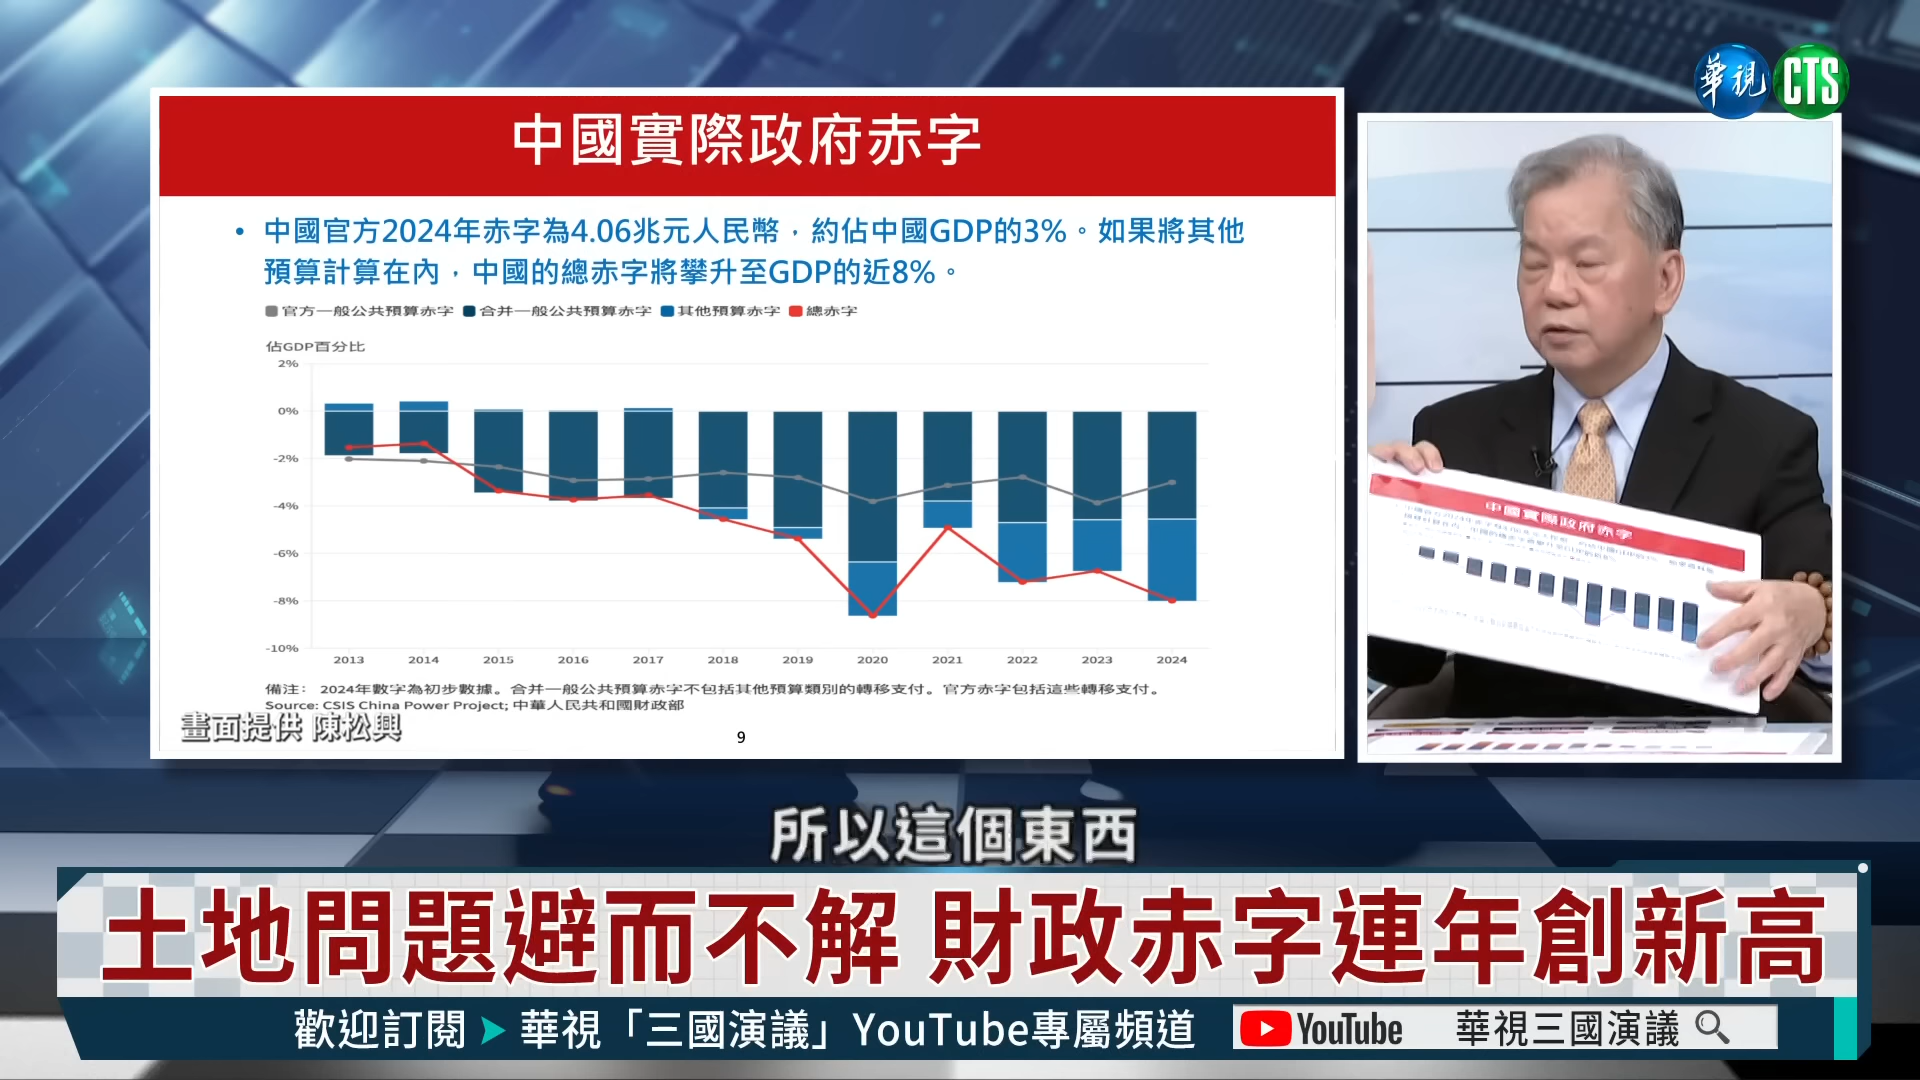 華視 CTS
中國實際政府赤字
• 中國官方2024年赤字為4.06兆元人民幣，約佔中國GDP的3%。如果將其他
預算計算在內，中國的總赤字將攀升至GDP的近8%。
官方一般公共預算赤字 合并一般公共預算赤字 其他預算赤字 總赤字
佔GDP百分比
2%
0%
-2%
-4%
-6%
-8%
-10%
2013 2014 2015 2016 2017 2018 2019 2020 2021 2022 2023 2024
備注： 2024年數字為初步數據。合并一般公共預算赤字不包括其他預算類別的轉移支付。官方赤字包括這些轉移支付。
Source: CSIS China Power Project; 中華人民共和國財政部
畫面提供 陳松興
9
中國實際政府赤字
所以這個東西
土地問題避而不解 財政赤字連年創新高
歡迎訂閱 華視「三國演議」YouTube專屬頻道 YouTube 華視三國演議